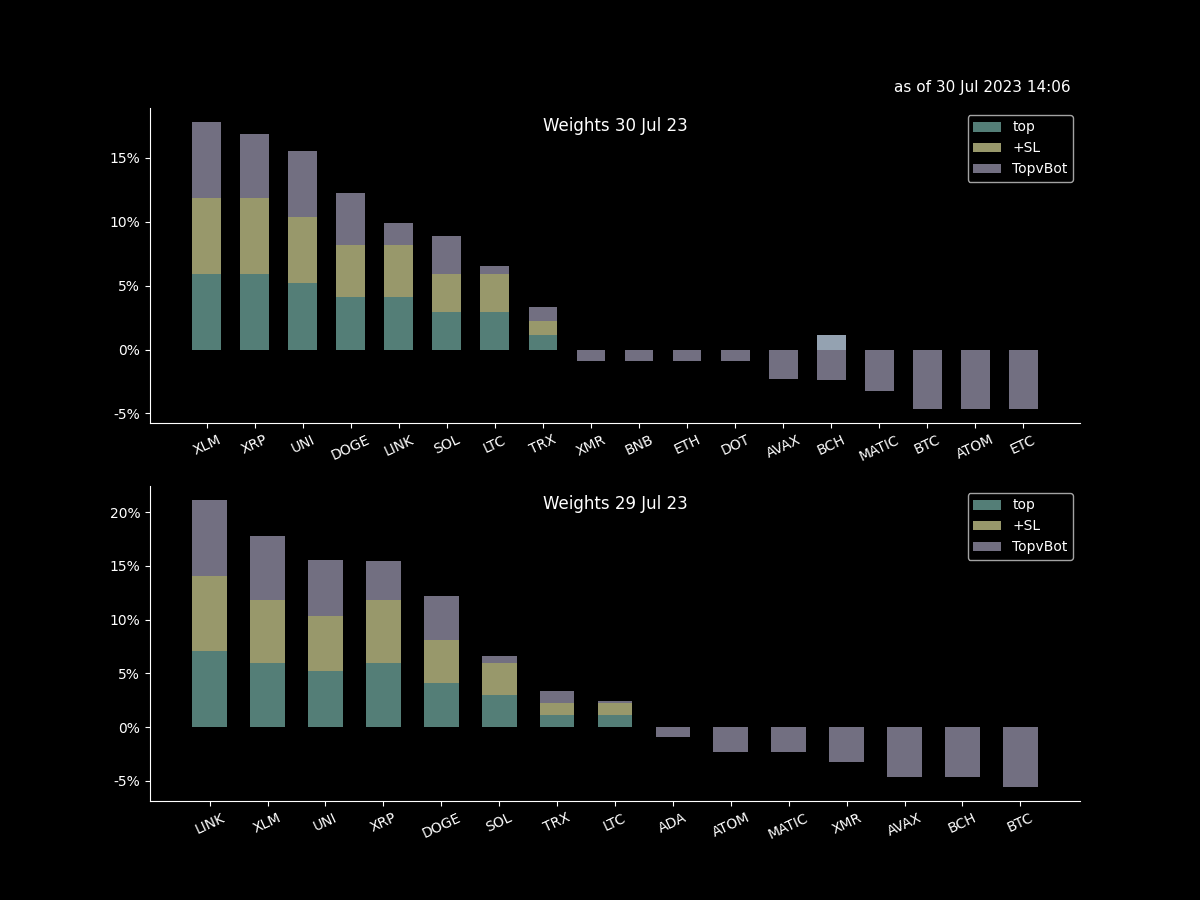 as of 30 Jul 2023 14:06
Weights 30 Jul 23
top
+SL
TopvBot
15%
10%
5%
0%
-5%
XLM XRP UNI DOGE LINK SOL LTC TRX XMR BNB ETH DOT AVAX BCH MATIC BTC ATOM ETC
Weights 29 Jul 23
top
+SL
TopvBot
20%
15%
10%
5%
0%
-5%
LINK XLM UNI XRP DOGE SOL TRX LTC ADA ATOM MATIC XMR AVAX BCH BTC